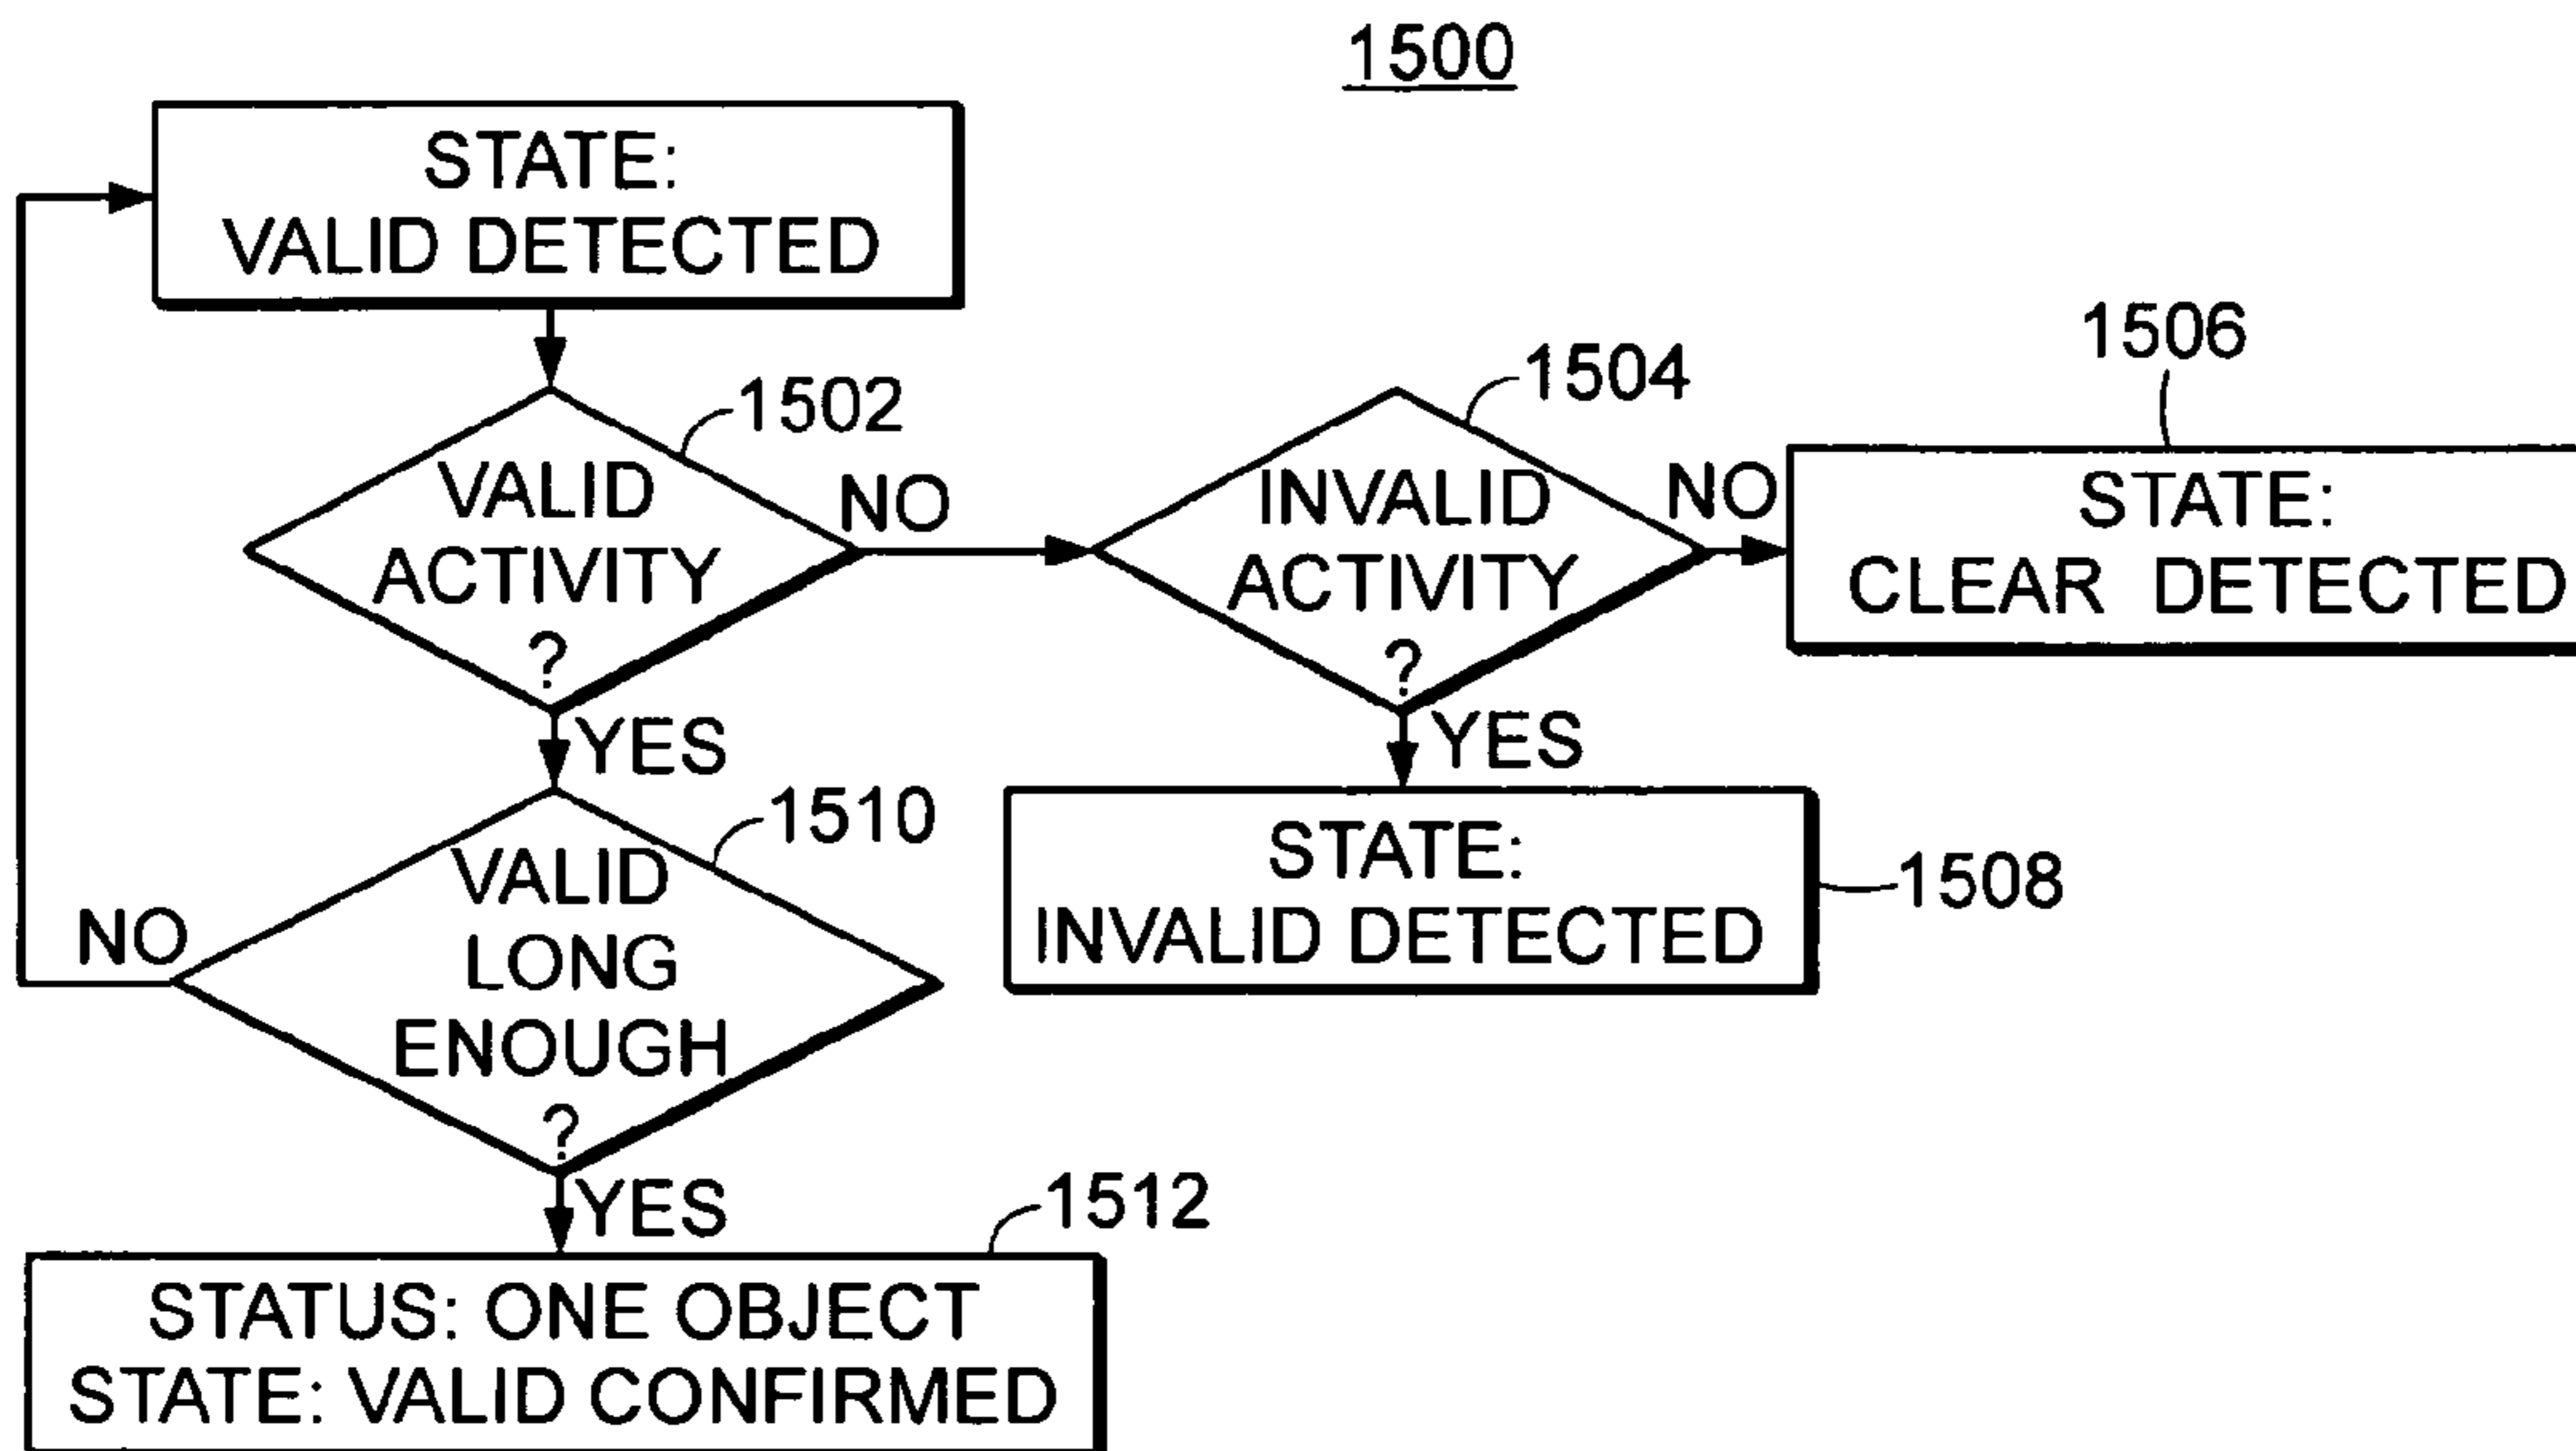 1500
STATE:
VALID DETECTED
1502
VALID
ACTIVITY
?
NO
YES
1504
INVALID
ACTIVITY
?
NO
YES
1506
STATE:
CLEAR DETECTED
STATE:
INVALID DETECTED
1508
1510
VALID
LONG
ENOUGH
?
NO
YES
1512
STATUS: ONE OBJECT
STATE: VALID CONFIRMED